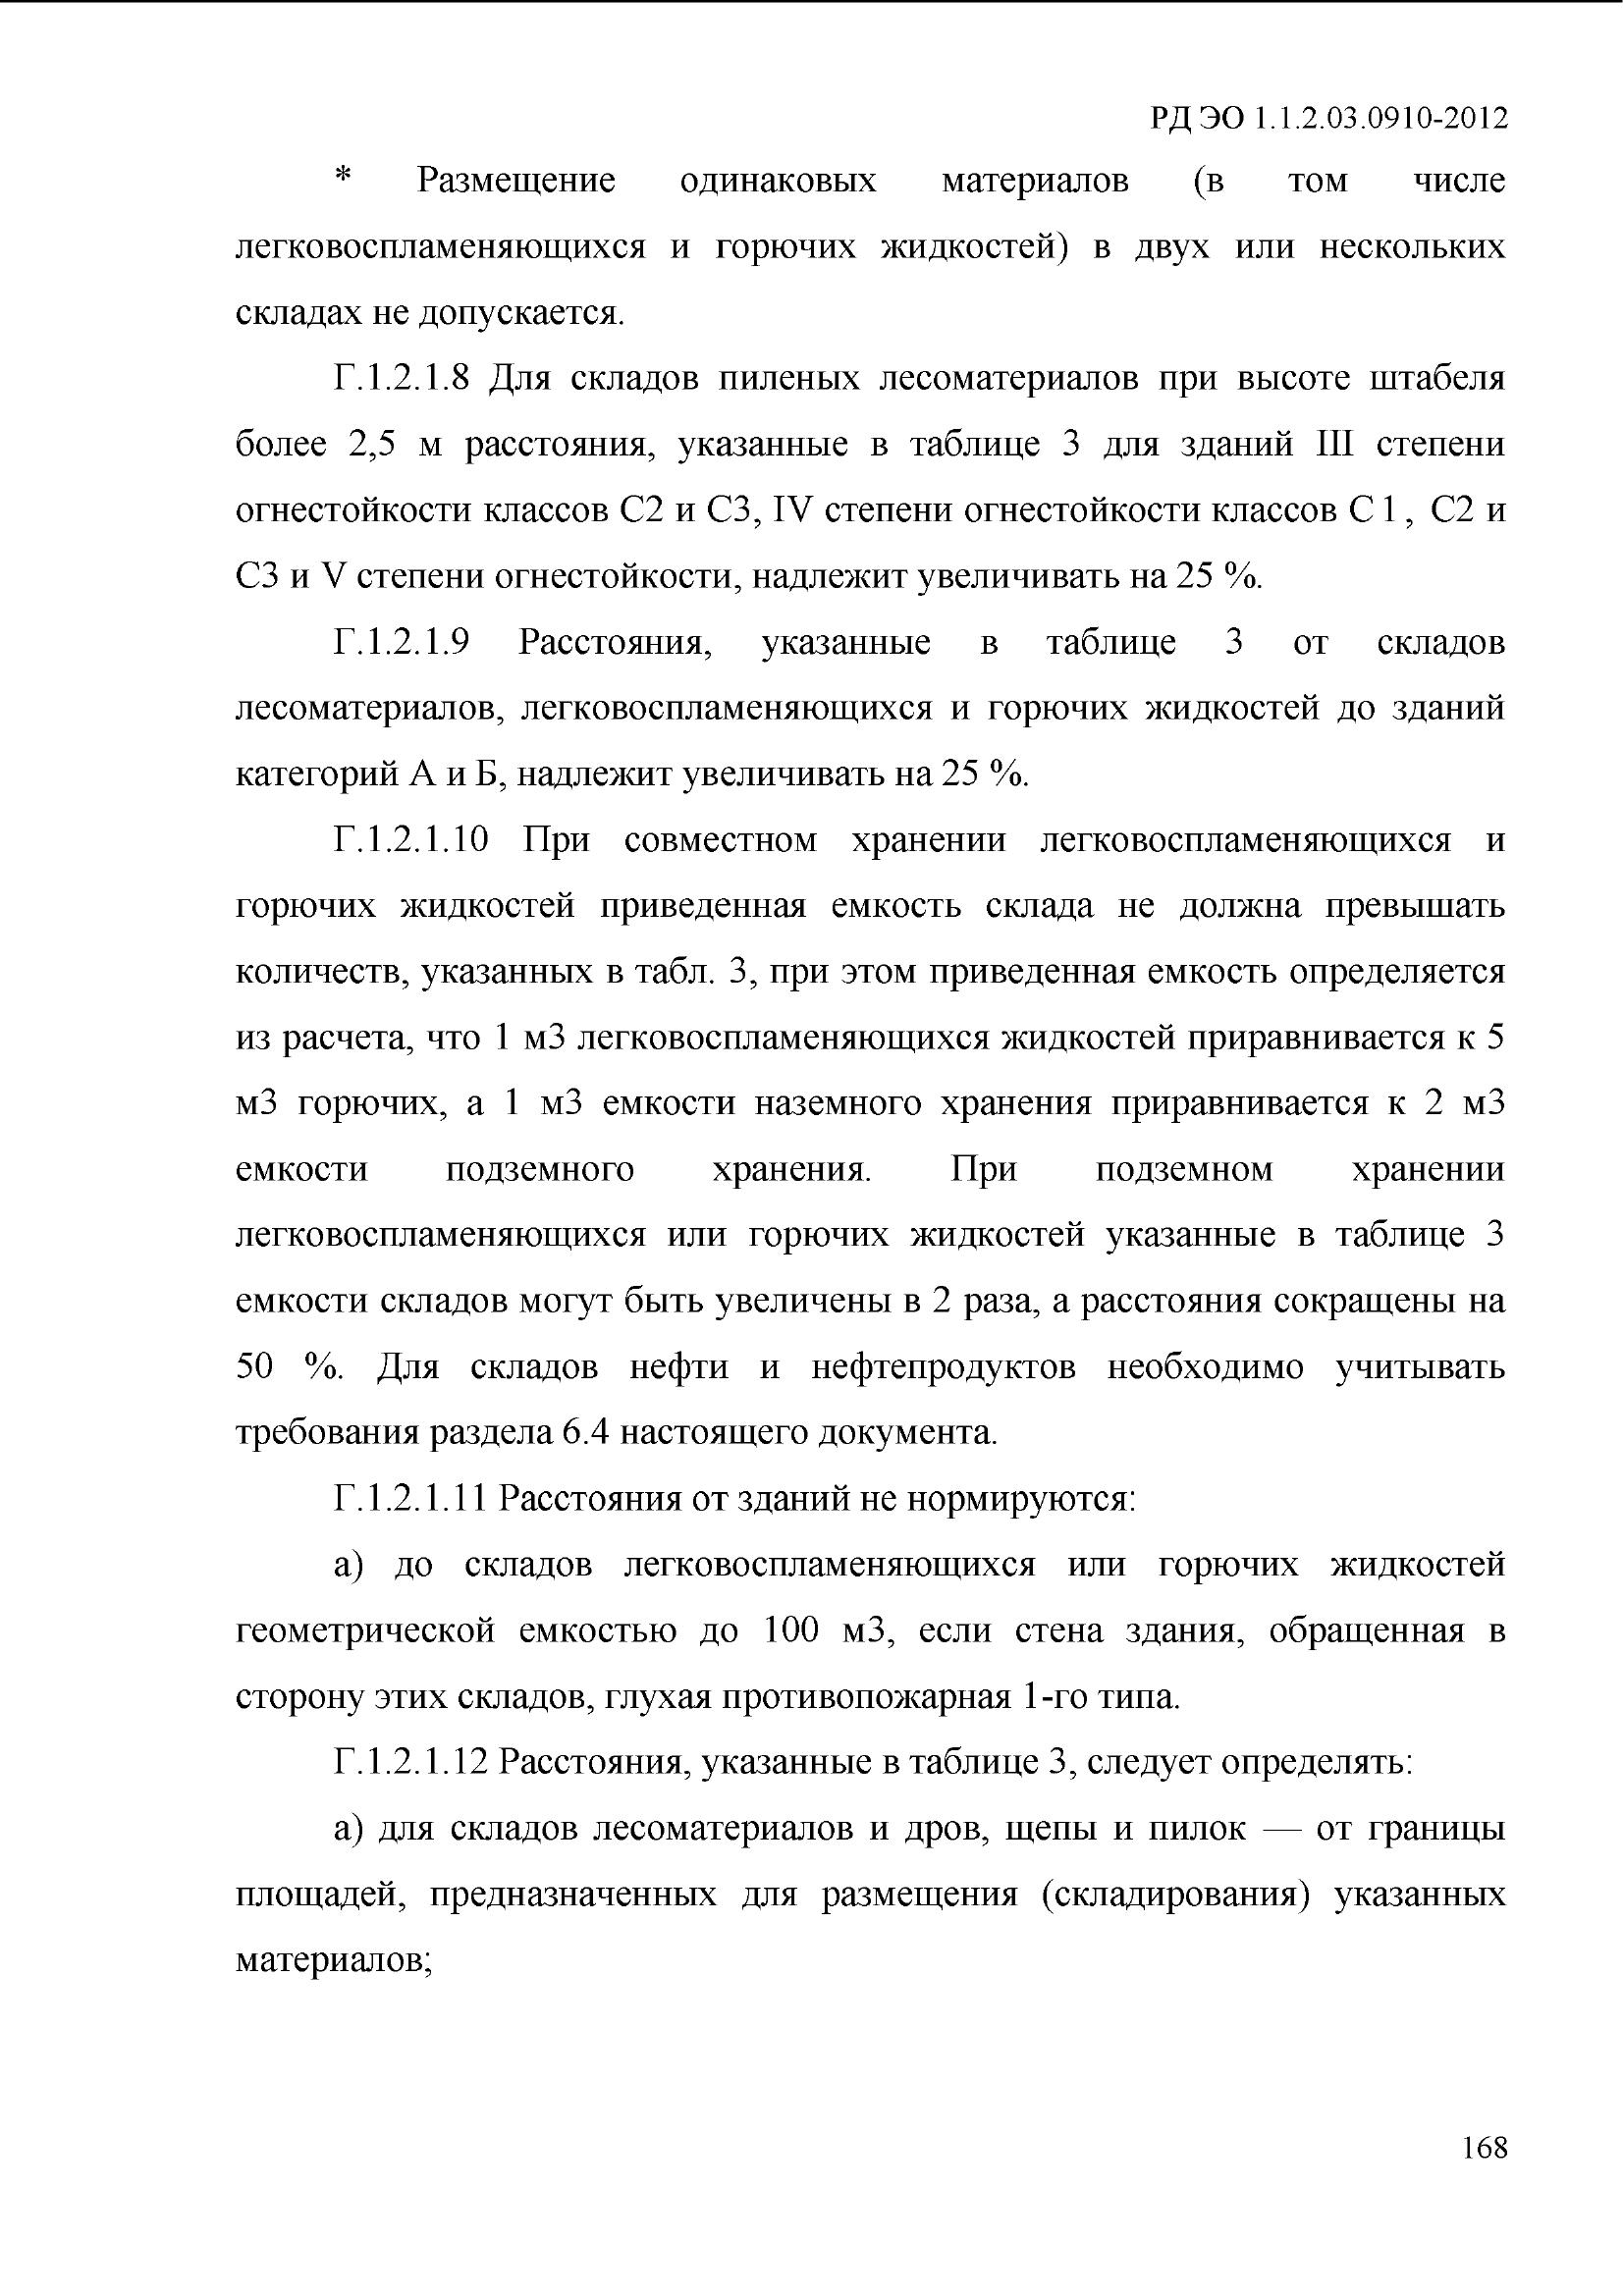 РД ЭО 1.1.2.03.0910-2012
* Размещение одинаковых материалов (в том числе
легковоспламеняющихся и горючих жидкостей) в двух или нескольких
складах не допускается.
Г.1.2.1.8 Для складов пиленых лесоматериалов при высоте штабеля
более 2,5 м расстояния, указанные в таблице 3 для зданий III степени
огнестойкости классов С2 и С3, IV степени огнестойкости классов С 1 , С2 и
С3 и V степени огнестойкости, надлежит увеличивать на 25 %.
Г.1.2.1.9 Расстояния, указанные в таблице 3 от складов
лесоматериалов, легковоспламеняющихся и горючих жидкостей до зданий
категорий А и Б, надлежит увеличивать на 25 %.
Г.1.2.1.10 При совместном хранении легковоспламеняющихся и
горючих жидкостей приведенная емкость склада не должна превышать
количеств, указанных в табл. 3, при этом приведенная емкость определяется
из расчета, что 1 м3 легковоспламеняющихся жидкостей приравнивается к 5
м3 горючих, а 1 м3 емкости наземного хранения приравнивается к 2 м3
емкости подземного хранения. При подземном хранении
легковоспламеняющихся или горючих жидкостей указанные в таблице 3
емкости складов могут быть увеличены в 2 раза, а расстояния сокращены на
50 %. Для складов нефти и нефтепродуктов необходимо учитывать
требования раздела 6.4 настоящего документа.
Г.1.2.1.11 Расстояния от зданий не нормируются:
а) до складов легковоспламеняющихся или горючих жидкостей
геометрической емкостью до 100 м3, если стена здания, обращенная в
сторону этих складов, глухая противопожарная 1-го типа.
Г.1.2.1.12 Расстояния, указанные в таблице 3, следует определять:
а) для складов лесоматериалов и дров, щепы и пилок — от границы
площадей, предназначенных для размещения (складирования) указанных
материалов;
168